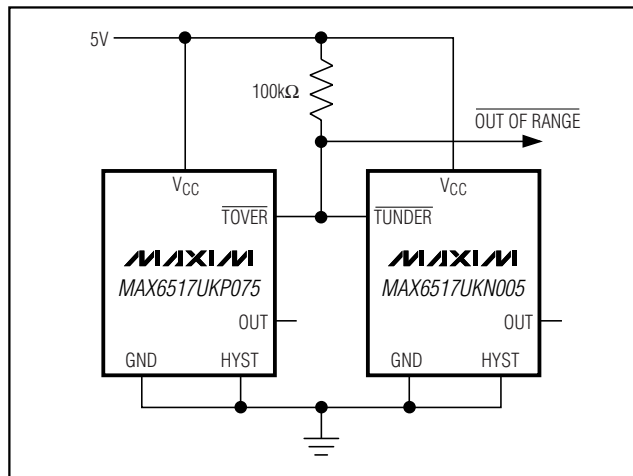 5V
100kΩ
OUT OF RANGE
VCC
VCC
TOVER
TUNDER
MAXIM
MAXIM
MAX6517UKP075
MAX6517UKN005
OUT
OUT
GND
HYST
GND
HYST